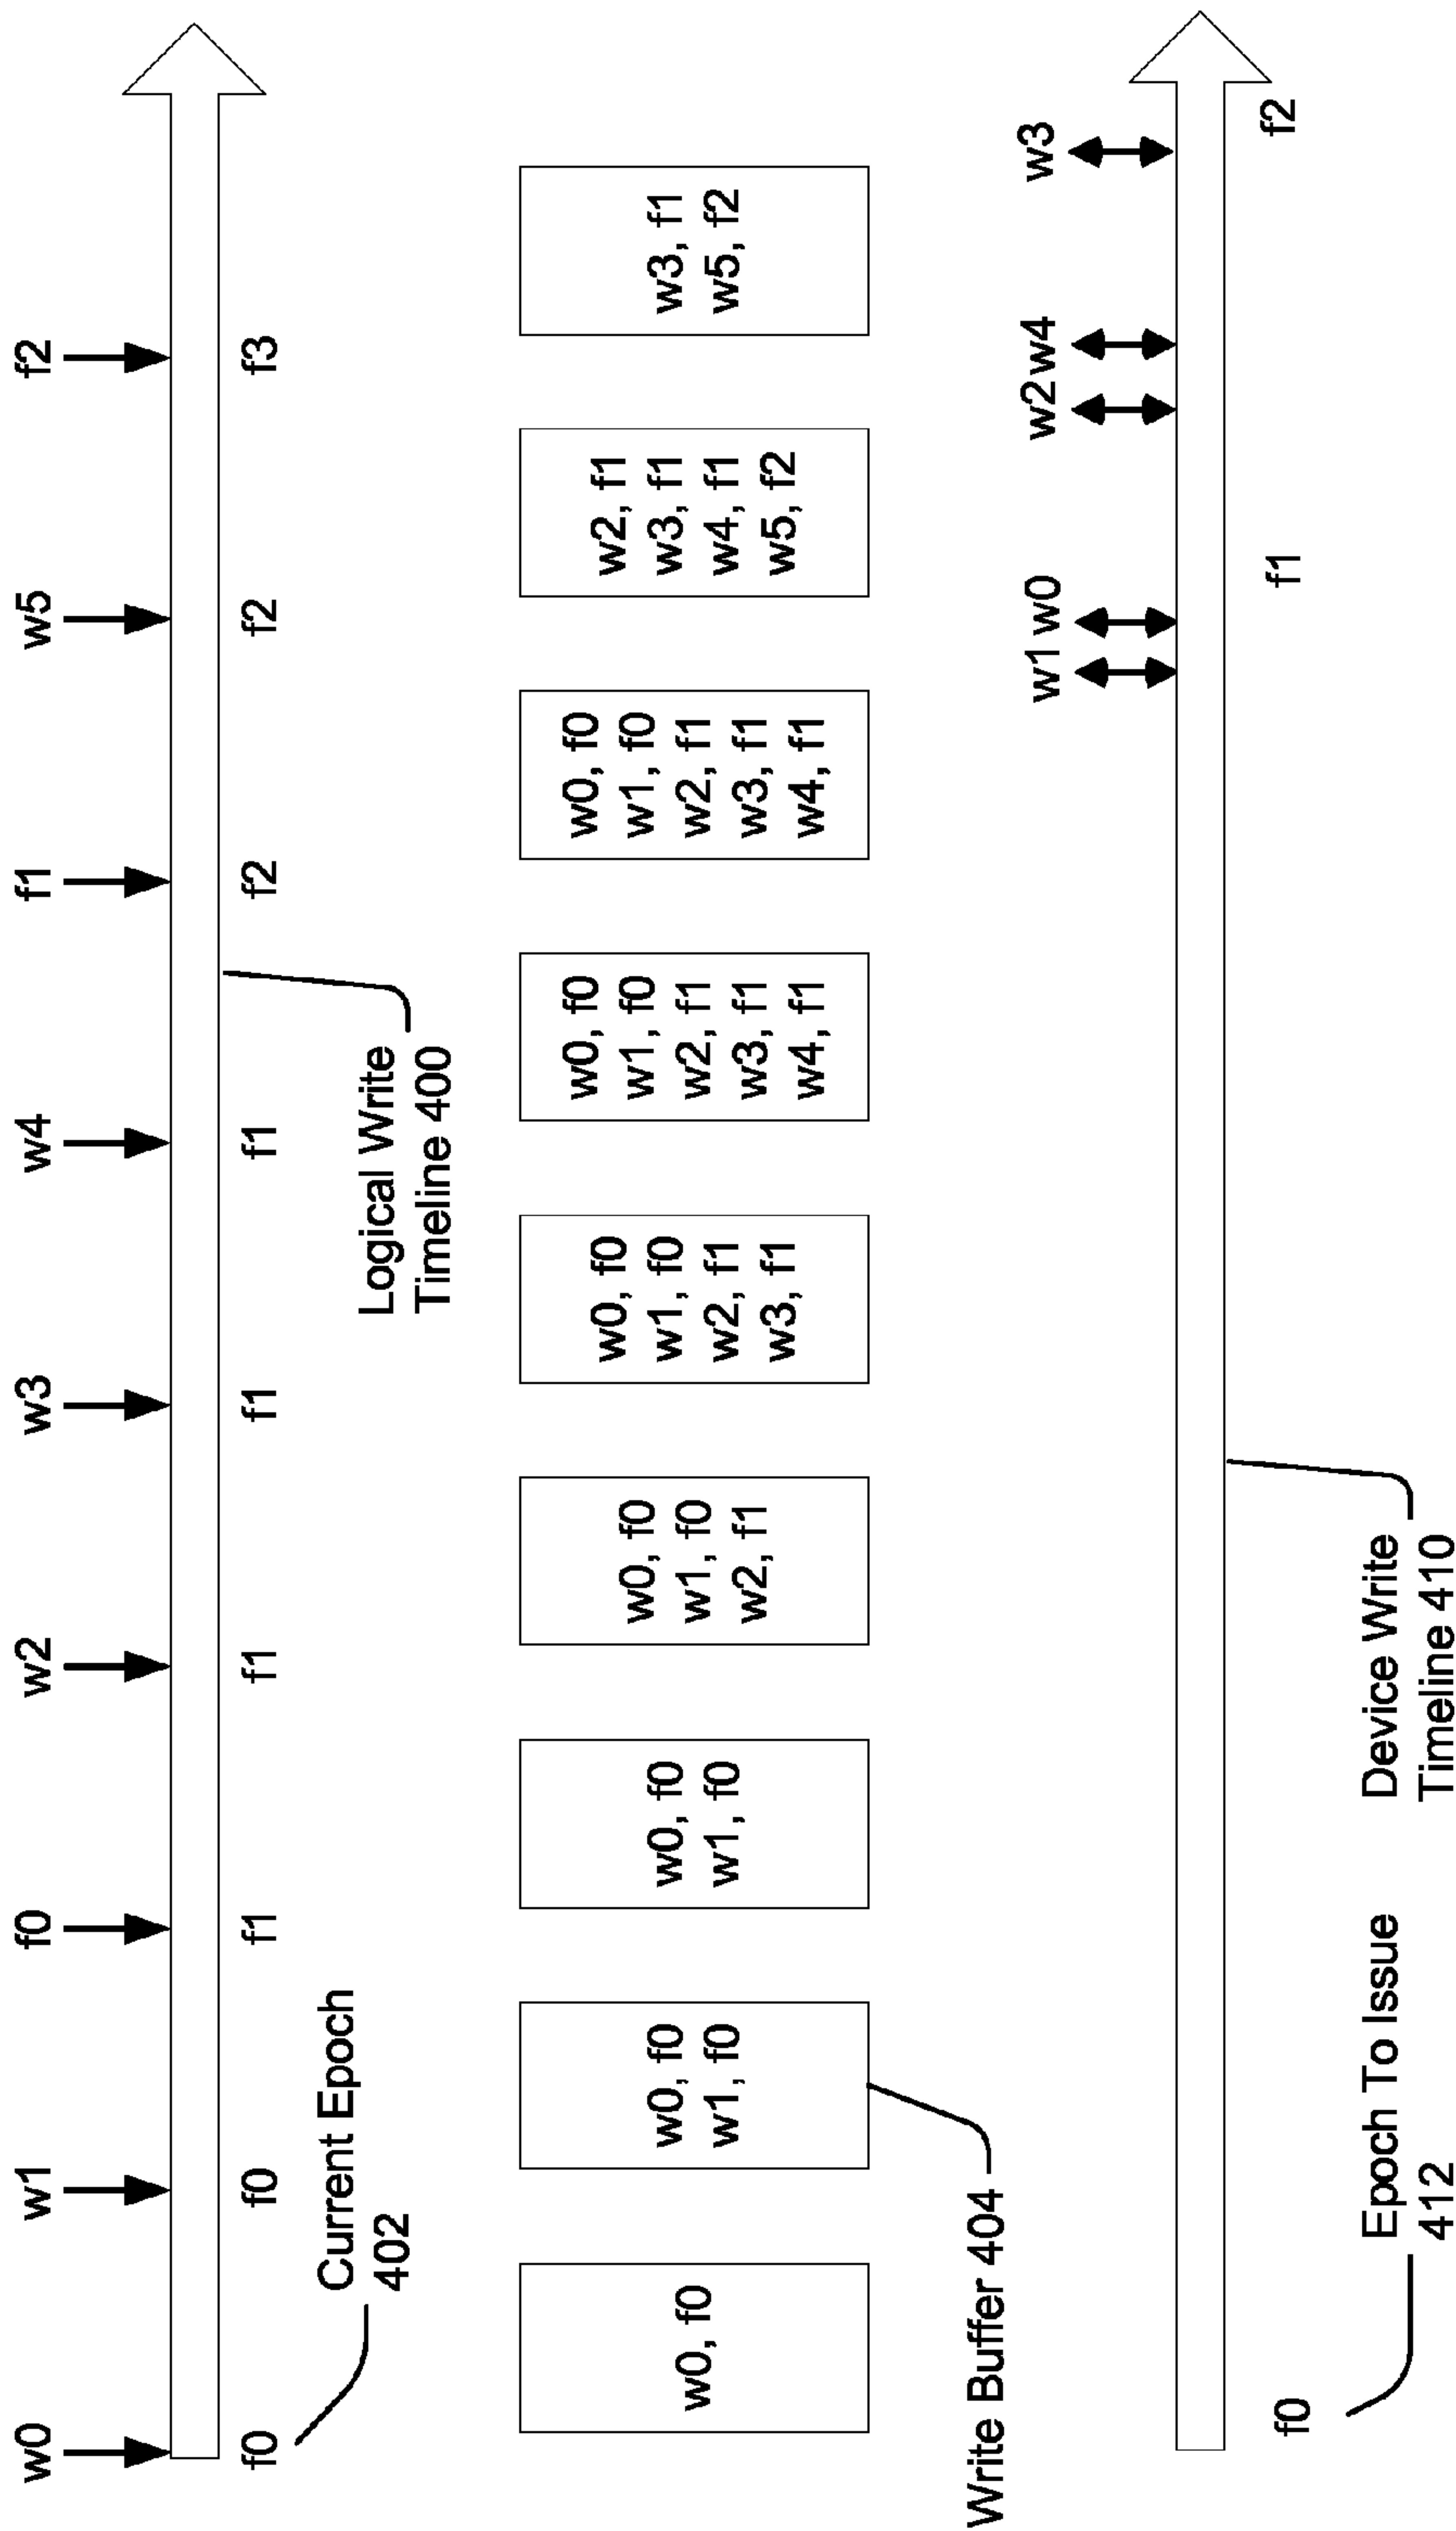 w0 w1 f0 w2 w3 w4 f1 w5 f2
f0 f0 f1 f1 f1 f1 f2 f2 f3
Current Epoch
402
Logical Write
Timeline 400
w0, f0
w0, f0
w1, f0
w0, f0
w1, f0
w0, f0
w1, f0
w2, f1
w0, f0
w1, f0
w2, f1
w3, f1
w0, f0
w1, f0
w2, f1
w3, f1
w4, f1
w0, f0
w1, f0
w2, f1
w3, f1
w4, f1
w2, f1
w3, f1
w4, f1
w5, f2
w3, f1
w5, f2
Write Buffer 404
w1 w0 w2 w4 w3
f0 f1 f2
Epoch To Issue
412
Device Write
Timeline 410